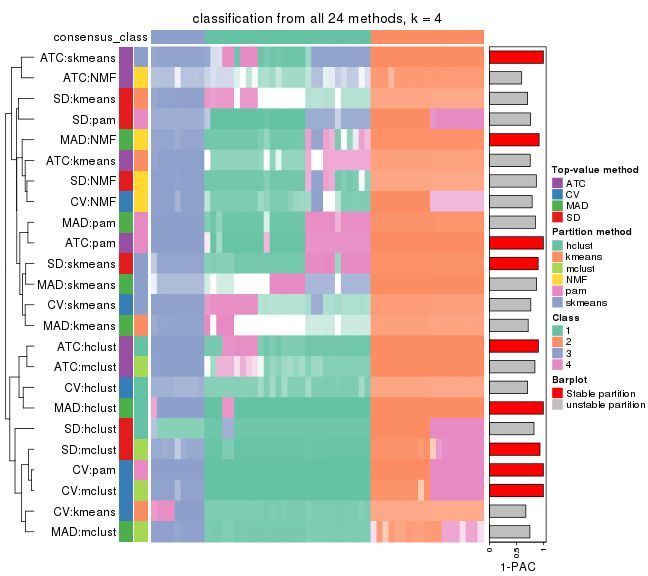 classification from all 24 methods, k = 4
consensus_class
ATC:skmeans
ATC:NMF
SD:kmeans
SD:pam
MAD:NMF
ATC:kmeans
SD:NMF
CV:NMF
MAD:pam
ATC:pam
SD:skmeans
MAD:skmeans
CV:skmeans
MAD:kmeans
ATC:hclust
ATC:mclust
CV:hclust
MAD:hclust
SD:hclust
SD:mclust
CV:pam
CV:mclust
CV:kmeans
MAD:mclust
0
0.5
1
1-PAC
Top-value method
ATC
CV
MAD
SD
Partition method
hclust
kmeans
mclust
NMF
pam
skmeans
Class
1
2
3
4
Barplot
Stable partition
unstable partition